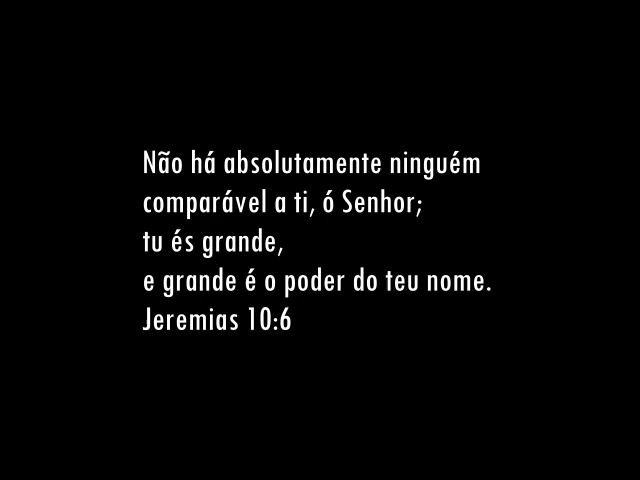 Não há absolutamente ninguém
comparável a ti, ó Senhor;
tu és grande,
e grande é o poder do teu nome.
Jeremias 10:6